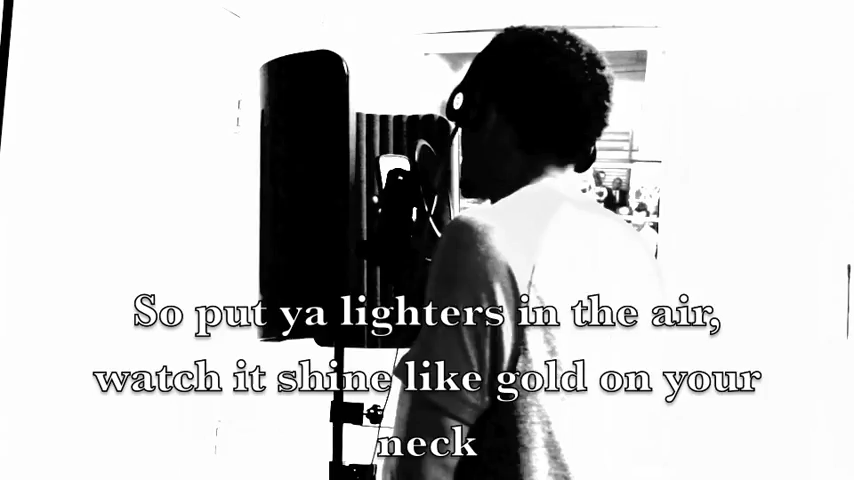 So put ya lighters in the air,
watch it shine like gold on your
neck